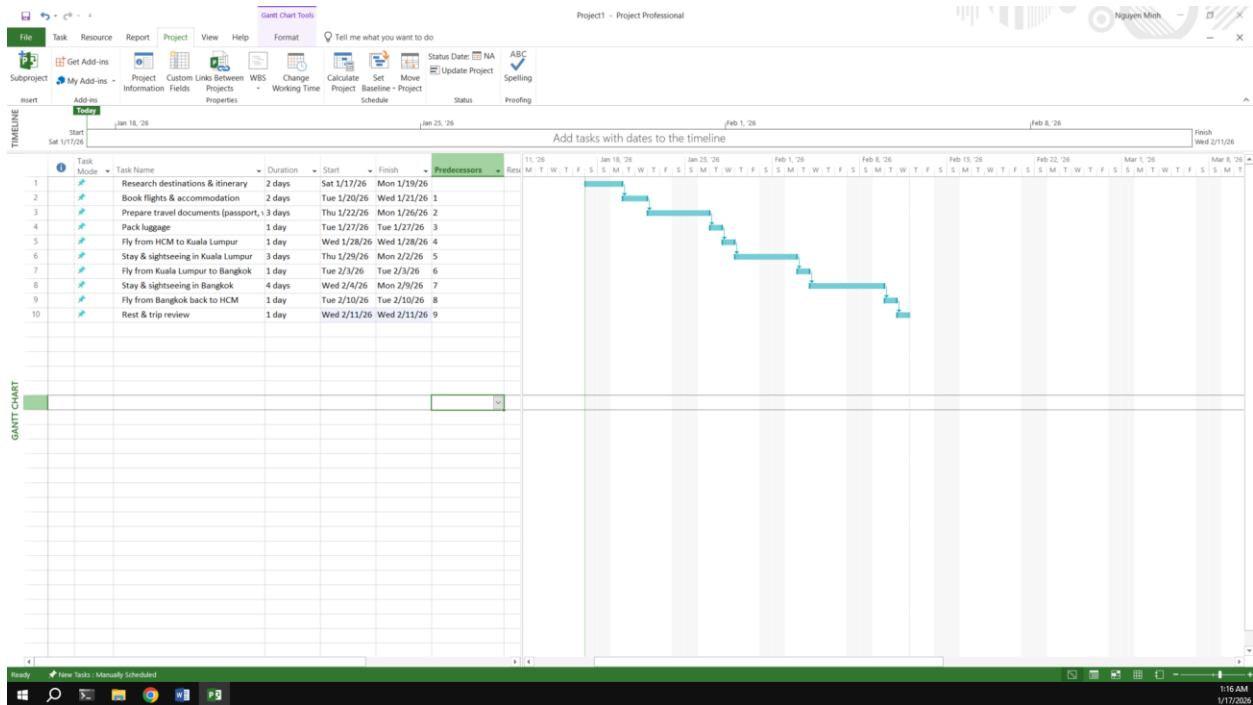 Gantt Chart Tools
Project1 - Project Professional
Nguyen Minh
File Task Resource Report Project View Help Format Tell me what you want to do
Subproject
Get Add-ins
My Add-ins
Project Information
Custom Fields
Links Between Projects
WBS
Change Working Time
Calculate Project
Set Baseline
Move Project
Status Date: NA
Update Project
ABC
Spelling
Insert Add-ins Properties Schedule Status Proofing
TIMELINE
Today
Jan 18, '26 Jan 25, '26 Feb 1, '26 Feb 8, '26
Start
Sat 1/17/26
Add tasks with dates to the timeline
Finish
Wed 2/11/26
GANTT CHART
Task Mode Task Name Duration Start Finish Predecessors Resi
11, '26 Jan 18, '26 Jan 25, '26 Feb 1, '26 Feb 8, '26 Feb 15, '26 Feb 22, '26 Mar 1, '26 Mar 8, '26
M T W T F S S M T W T F S S M T W T F S S M T W T F S S M T W T F S S M T W T F S S M T W T F S S M T W T F S S M T
1 Research destinations & itinerary 2 days Sat 1/17/26 Mon 1/19/26
2 Book flights & accommodation 2 days Tue 1/20/26 Wed 1/21/26 1
3 Prepare travel documents (passport, v 3 days Thu 1/22/26 Mon 1/26/26 2
4 Pack luggage 1 day Tue 1/27/26 Tue 1/27/26 3
5 Fly from HCM to Kuala Lumpur 1 day Wed 1/28/26 Wed 1/28/26 4
6 Stay & sightseeing in Kuala Lumpur 3 days Thu 1/29/26 Mon 2/2/26 5
7 Fly from Kuala Lumpur to Bangkok 1 day Tue 2/3/26 Tue 2/3/26 6
8 Stay & sightseeing in Bangkok 4 days Wed 2/4/26 Mon 2/9/26 7
9 Fly from Bangkok back to HCM 1 day Tue 2/10/26 Tue 2/10/26 8
10 Rest & trip review 1 day Wed 2/11/26 Wed 2/11/26 9
Ready New Tasks : Manually Scheduled
1:16 AM
1/17/2026